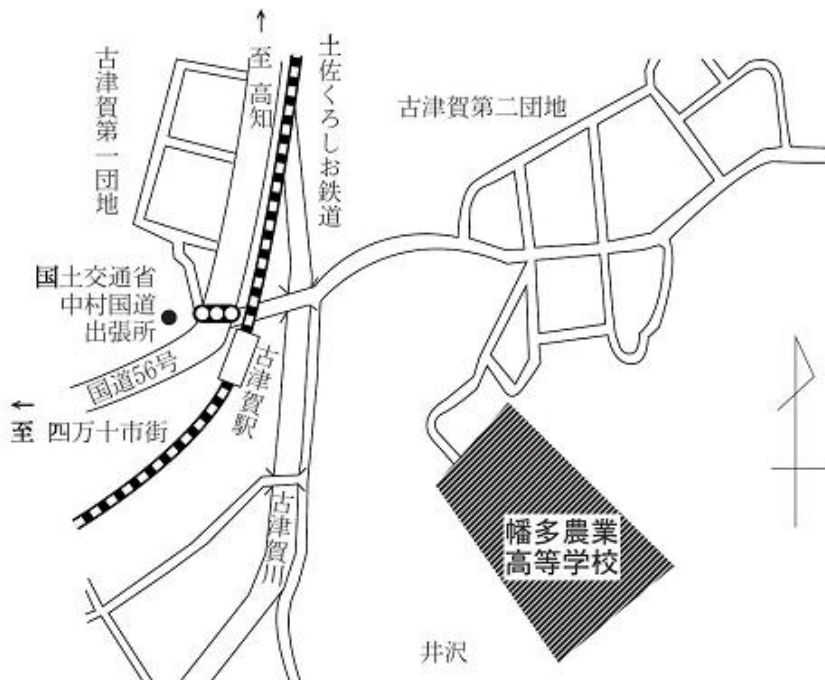 ↑
至 高知
土佐くろしお鉄道
古津賀第一団地
古津賀第二団地
国土交通省
中村国道
出張所
国道56号
古津賀駅
←
至 四万十市街
古津賀川
幡多農業
高等学校
井沢